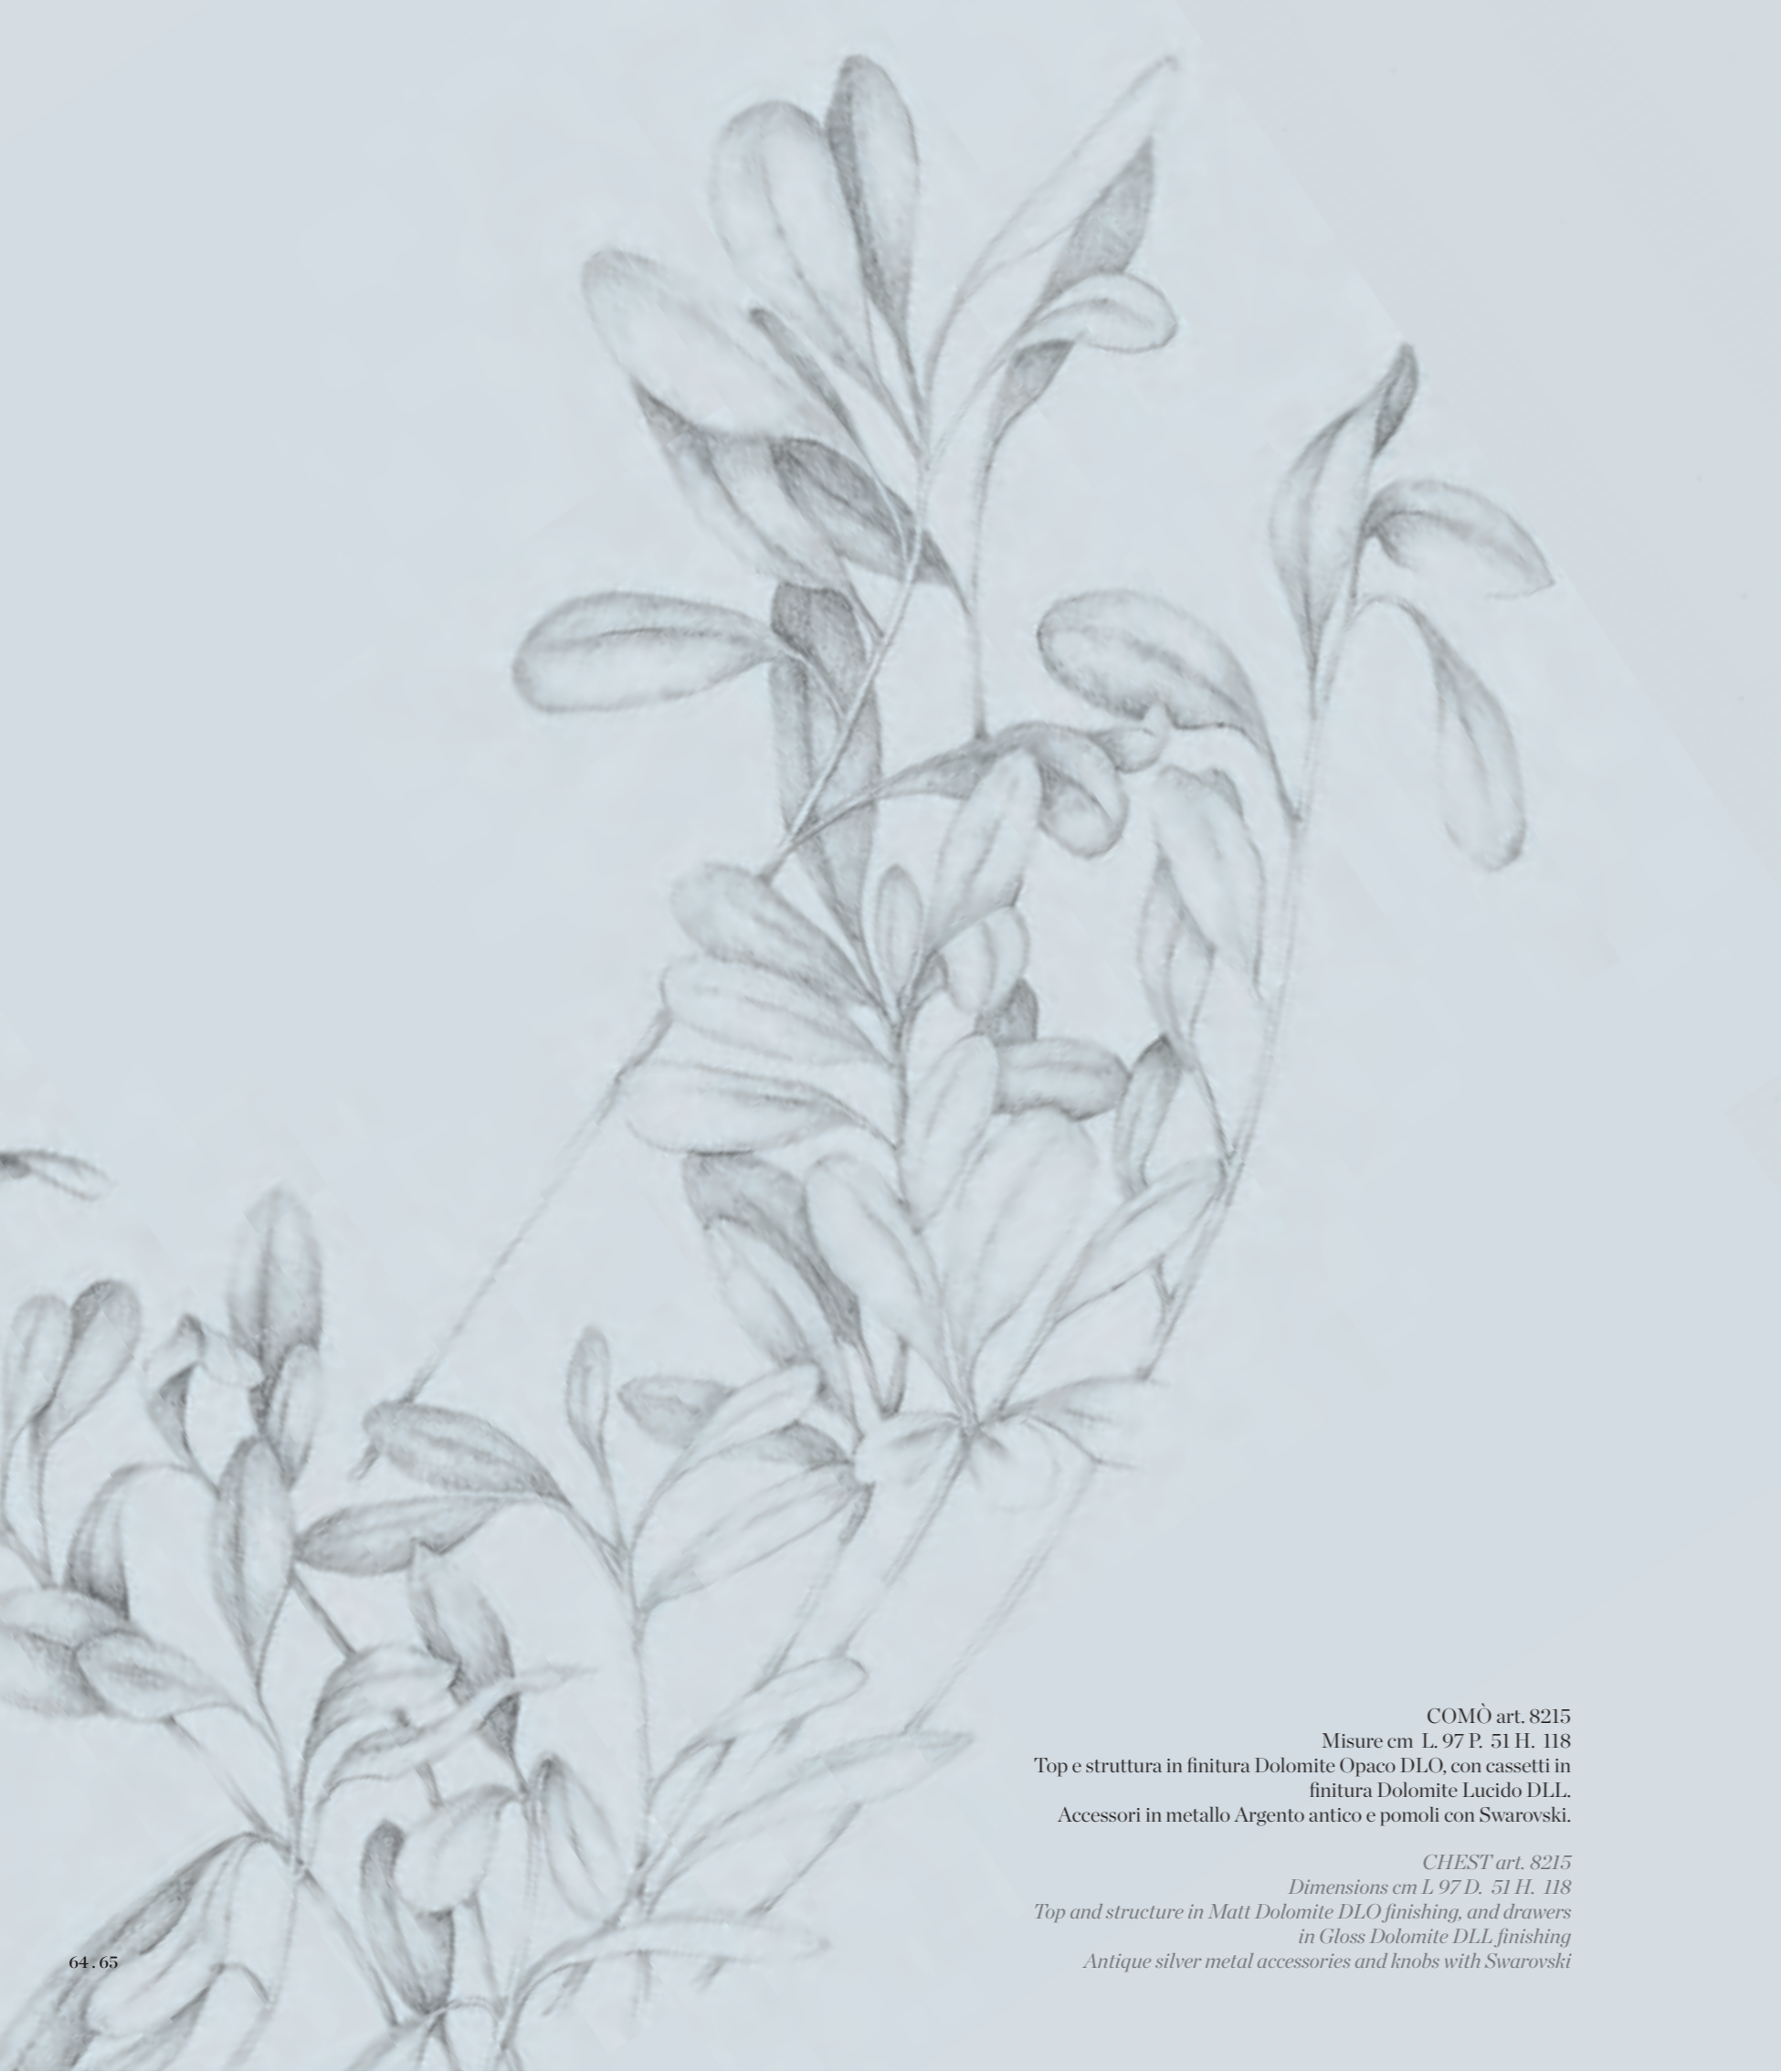 COMÒ art. 8215
Misure cm L. 97 P. 51 H. 118
Top e struttura in finitura Dolomite Opaco DLO, con cassetti in
finitura Dolomite Lucido DLL.
Accessori in metallo Argento antico e pomoli con Swarovski.
CHEST art. 8215
Dimensions cm L 97 D. 51 H. 118
Top and structure in Matt Dolomite DLO finishing, and drawers
in Gloss Dolomite DLL finishing
Antique silver metal accessories and knobs with Swarovski
64 . 65